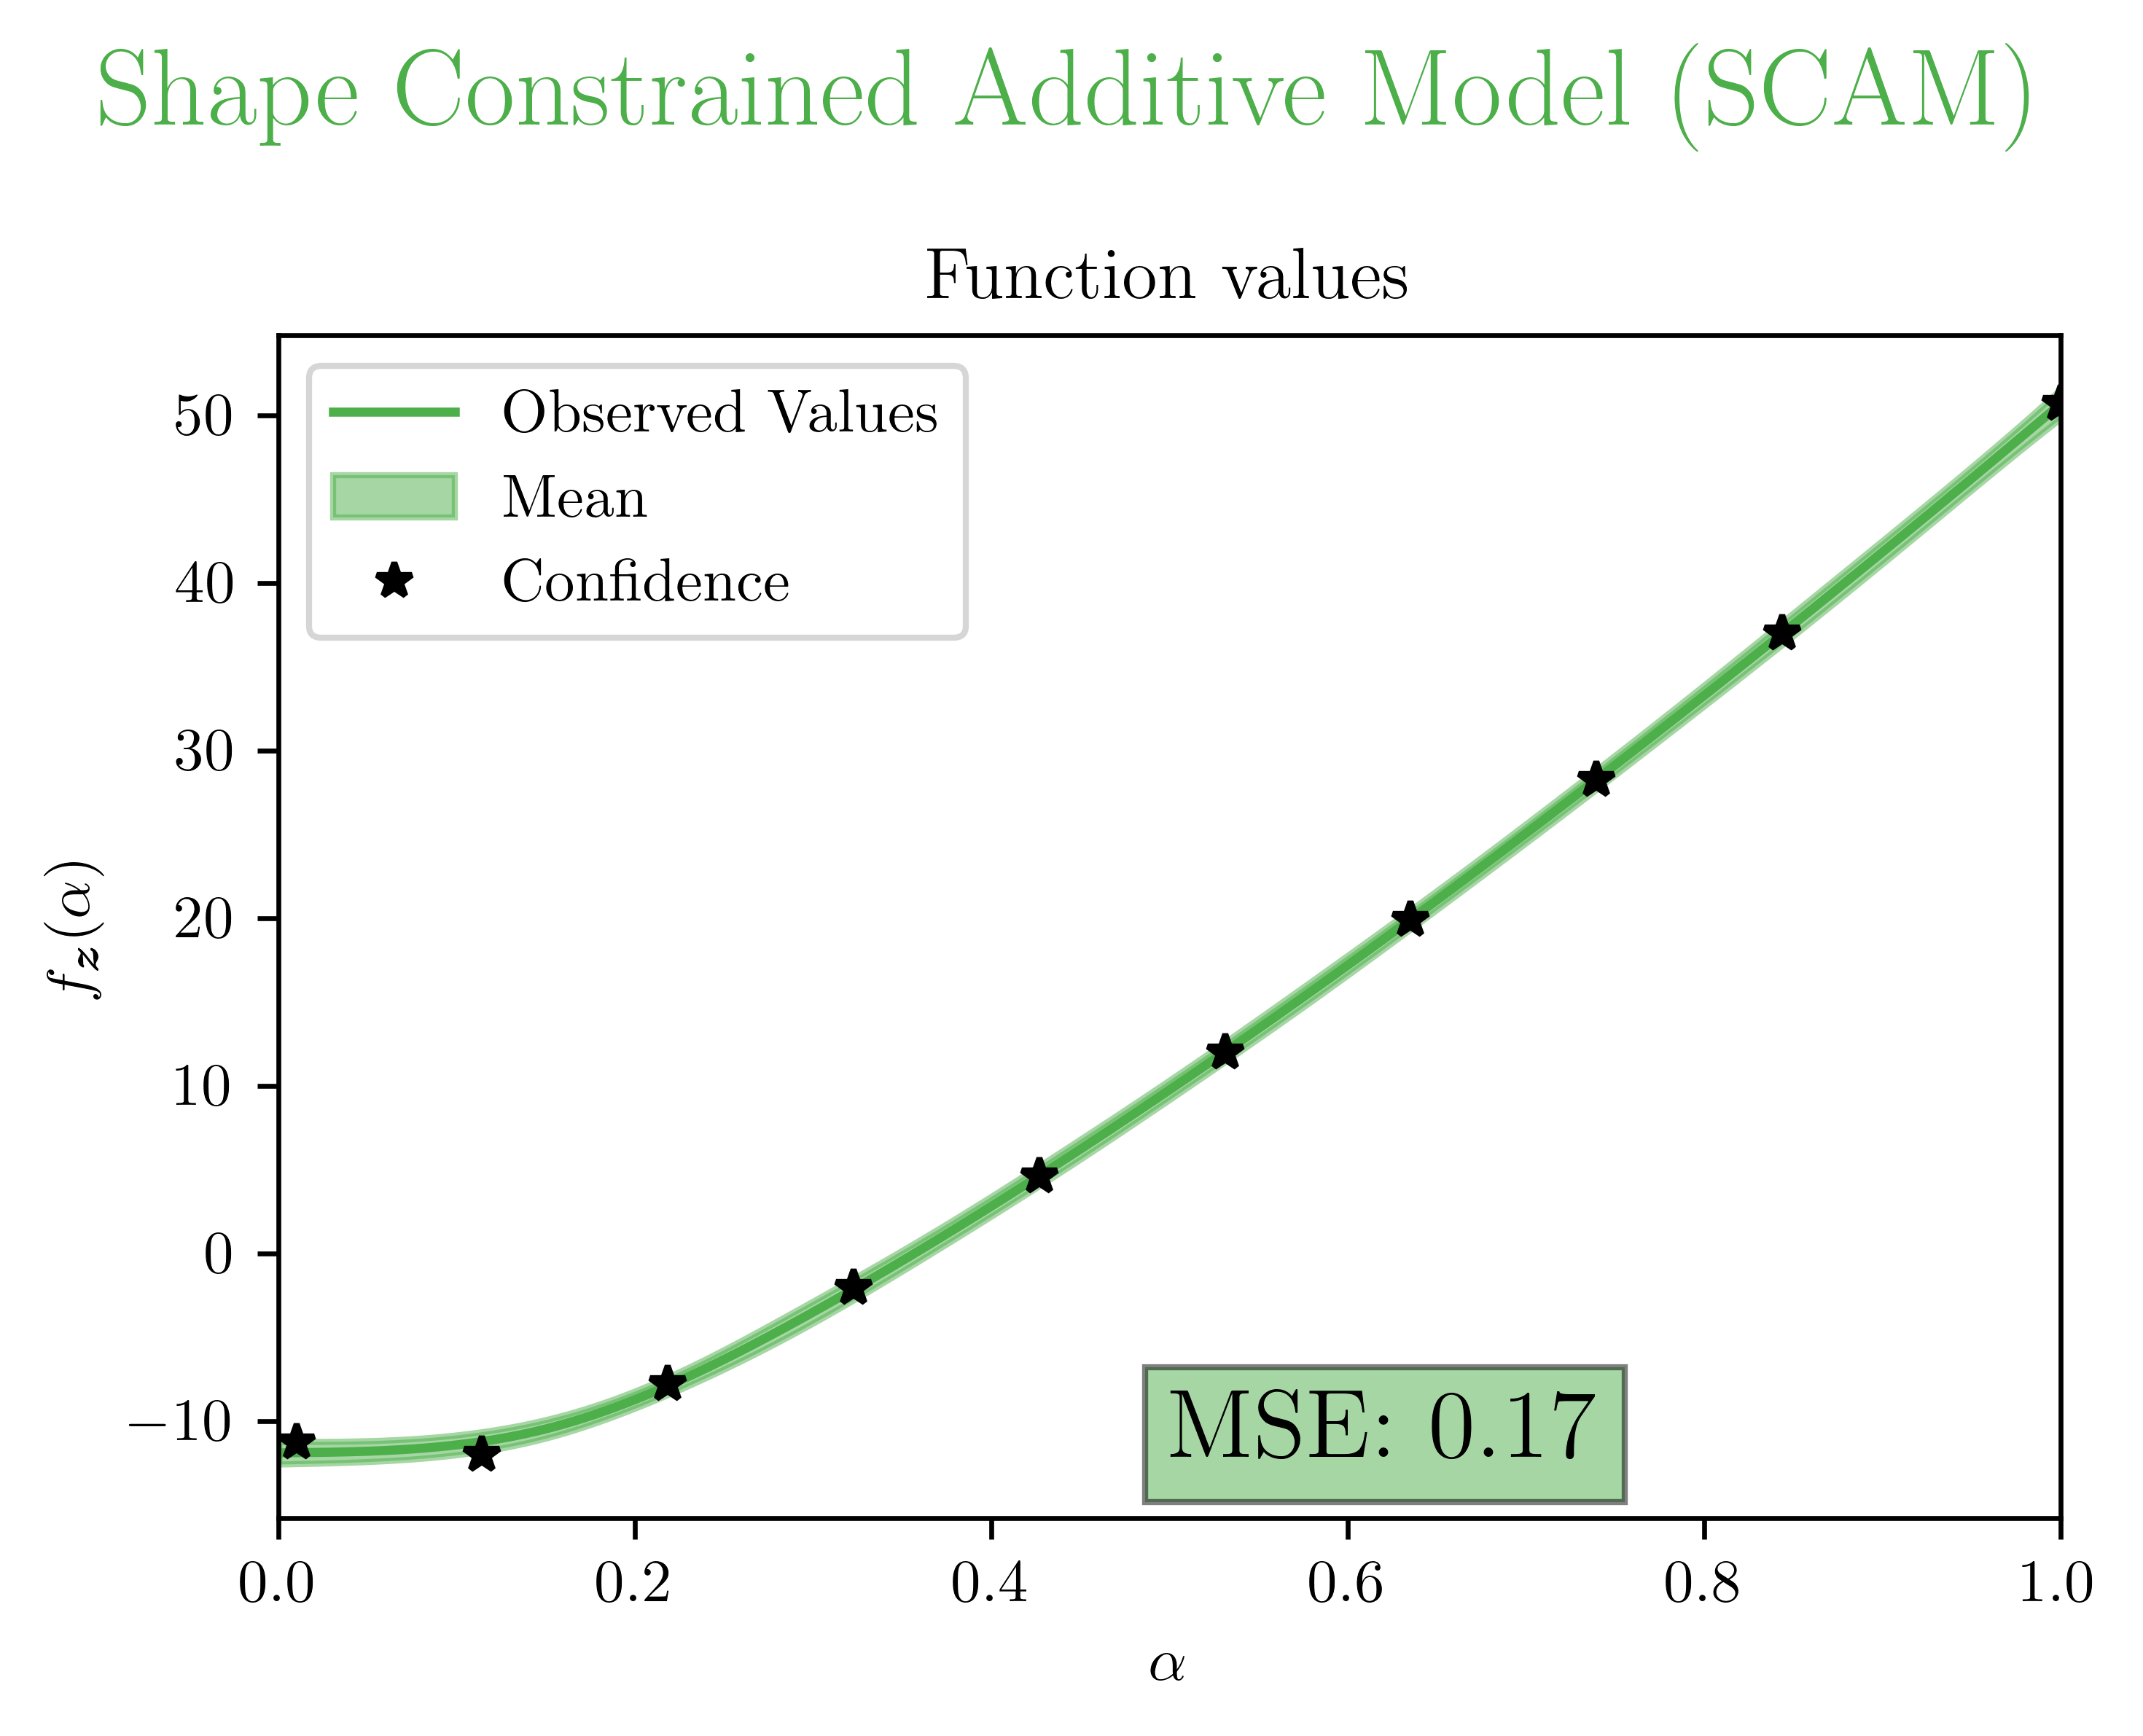 Shape Constrained Additive Model (SCAM)
Function values
Observed Values
Mean
Confidence
50
40
30
20
10
0
−10
f_z(α)
MSE: 0.17
0.0 0.2 0.4 0.6 0.8 1.0
α